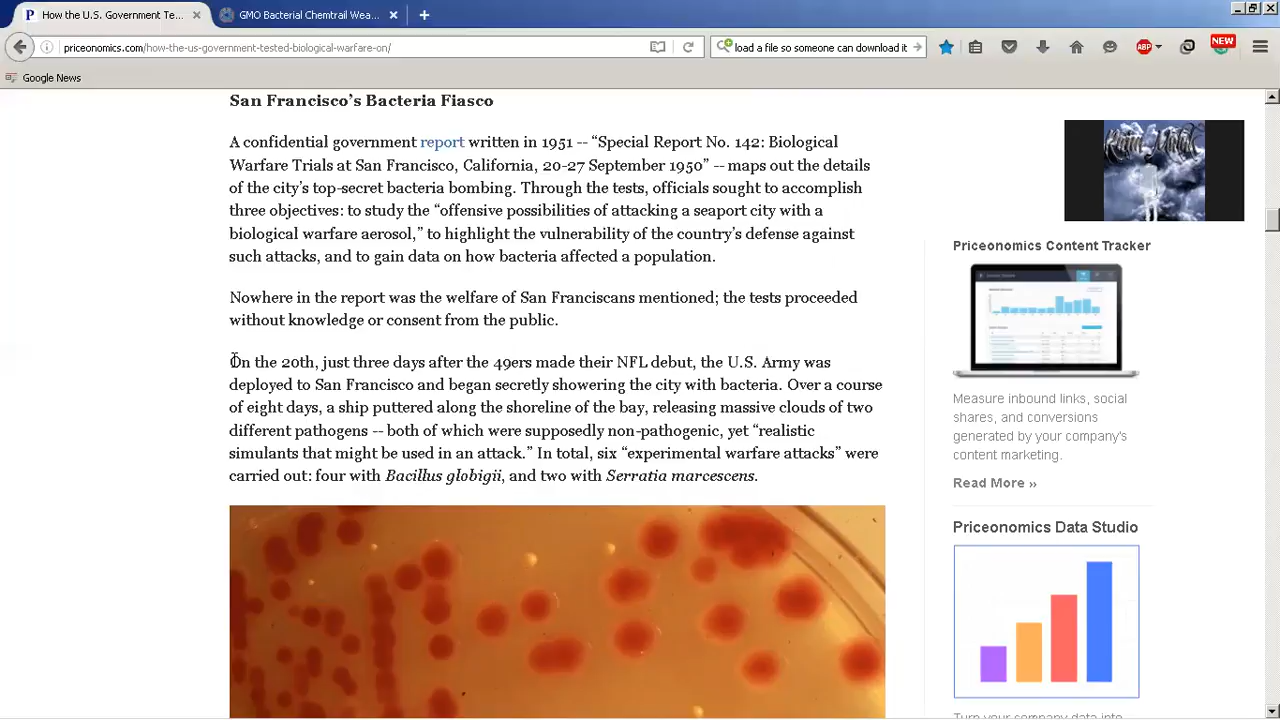 How the U.S. Government Te...
GMO Bacterial Chemtrail Wea...
priceonomics.com/how-the-us-government-tested-biological-warfare-on/
load a file so someone can download it
ABP
NEW
Google News
San Francisco’s Bacteria Fiasco
A confidential government report written in 1951 -- “Special Report No. 142: Biological
Warfare Trials at San Francisco, California, 20-27 September 1950” -- maps out the details
of the city’s top-secret bacteria bombing. Through the tests, officials sought to accomplish
three objectives: to study the “offensive possibilities of attacking a seaport city with a
biological warfare aerosol,” to highlight the vulnerability of the country’s defense against
such attacks, and to gain data on how bacteria affected a population.
Nowhere in the report was the welfare of San Franciscans mentioned; the tests proceeded
without knowledge or consent from the public.
On the 20th, just three days after the 49ers made their NFL debut, the U.S. Army was
deployed to San Francisco and began secretly showering the city with bacteria. Over a course
of eight days, a ship puttered along the shoreline of the bay, releasing massive clouds of two
different pathogens -- both of which were supposedly non-pathogenic, yet “realistic
simulants that might be used in an attack.” In total, six “experimental warfare attacks” were
carried out: four with Bacillus globigii, and two with Serratia marcescens.
Priceonomics Content Tracker
Measure inbound links, social
shares, and conversions
generated by your company's
content marketing.
Read More »
Priceonomics Data Studio
Turn your company data into